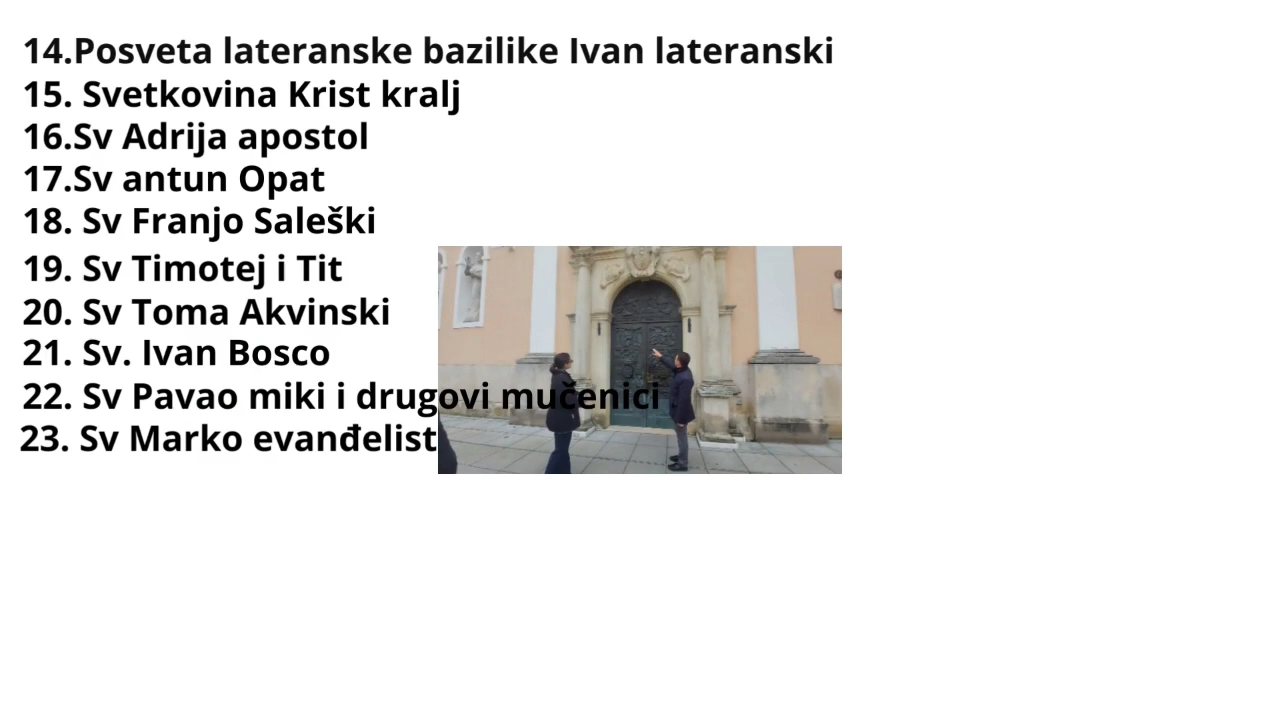 14.Posveta lateranske bazilike Ivan lateranski
15. Svetkovina Krist kralj
16.Sv Adrija apostol
17.Sv antun Opat
18. Sv Franjo Saleški
19. Sv Timotej i Tit
20. Sv Toma Akvinski
21. Sv. Ivan Bosco
22. Sv Pavao miki i drugovi mučenici
23. Sv Marko evanđelist